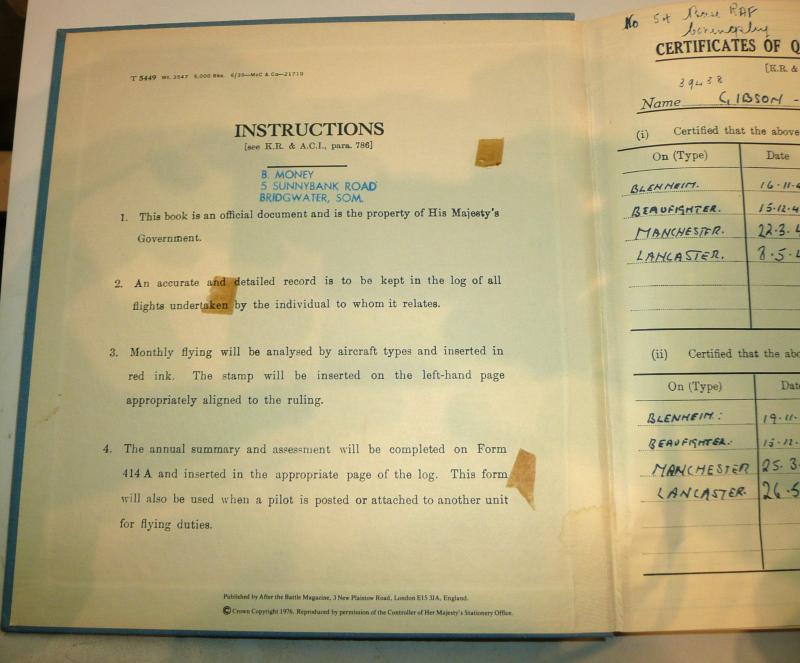 T 5449 Wt. 3547 5,000 Bks. 6/39—McC & Co—21719
INSTRUCTIONS
[see K.R. & A.C.I., para. 786]
B. MONEY
5 SUNNYBANK ROAD
BRIDGWATER, SOM.
1. This book is an official document and is the property of His Majesty's
Government.
2. An accurate and detailed record is to be kept in the log of all
flights undertaken by the individual to whom it relates.
3. Monthly flying will be analysed by aircraft types and inserted in
red ink. The stamp will be inserted on the left-hand page
appropriately aligned to the ruling.
4. The annual summary and assessment will be completed on Form
414 A and inserted in the appropriate page of the log. This form
will also be used when a pilot is posted or attached to another unit
for flying duties.
Published by After the Battle Magazine, 3 New Plaistow Road, London E15 3JA, England.
© Crown Copyright 1976. Reproduced by permission of the Controller of Her Majesty's Stationery Office.
No 54 Base RAF
CERTIFICATES OF Q
[K.R. &
39438
Name GIBSON -
(i) Certified that the above
On (Type) Date
BLENHEIM. 16-11-4
BEAUFIGHTER. 15-12-4
MANCHESTER. 22-3-4
LANCASTER. 8-5-4
(ii) Certified that the abo
On (Type) Dat
BLENHEIM: 19-11-
BEAUFIGHTER: 15-12-
MANCHESTER 25-3-
LANCASTER. 26-5